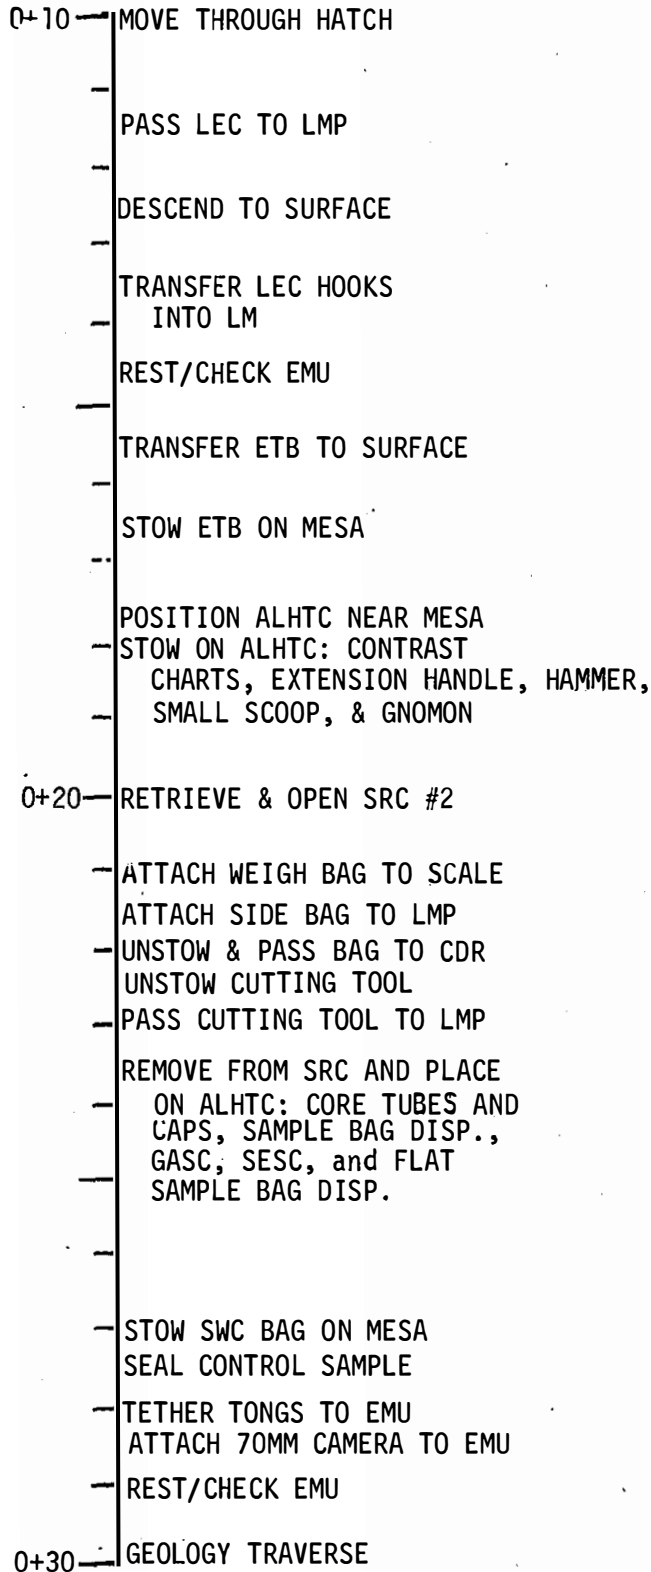 0+10 MOVE THROUGH HATCH
PASS LEC TO LMP
DESCEND TO SURFACE
TRANSFER LEC HOOKS
INTO LM
REST/CHECK EMU
TRANSFER ETB TO SURFACE
STOW ETB ON MESA
POSITION ALHTC NEAR MESA
STOW ON ALHTC: CONTRAST
CHARTS, EXTENSION HANDLE, HAMMER,
SMALL SCOOP, & GNOMON
0+20 RETRIEVE & OPEN SRC #2
ATTACH WEIGH BAG TO SCALE
ATTACH SIDE BAG TO LMP
UNSTOW & PASS BAG TO CDR
UNSTOW CUTTING TOOL
PASS CUTTING TOOL TO LMP
REMOVE FROM SRC AND PLACE
ON ALHTC: CORE TUBES AND
CAPS, SAMPLE BAG DISP.,
GASC, SESC, and FLAT
SAMPLE BAG DISP.
STOW SWC BAG ON MESA
SEAL CONTROL SAMPLE
TETHER TONGS TO EMU
ATTACH 70MM CAMERA TO EMU
REST/CHECK EMU
0+30 GEOLOGY TRAVERSE